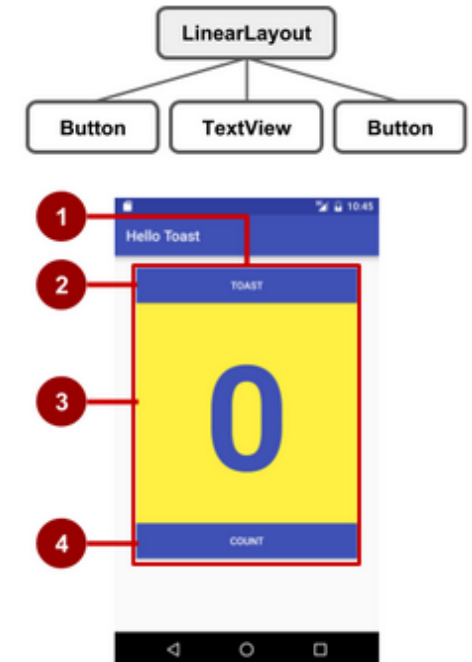 LinearLayout
Button TextView Button
1
10:45
Hello Toast
2
TOAST
3
0
4
COUNT